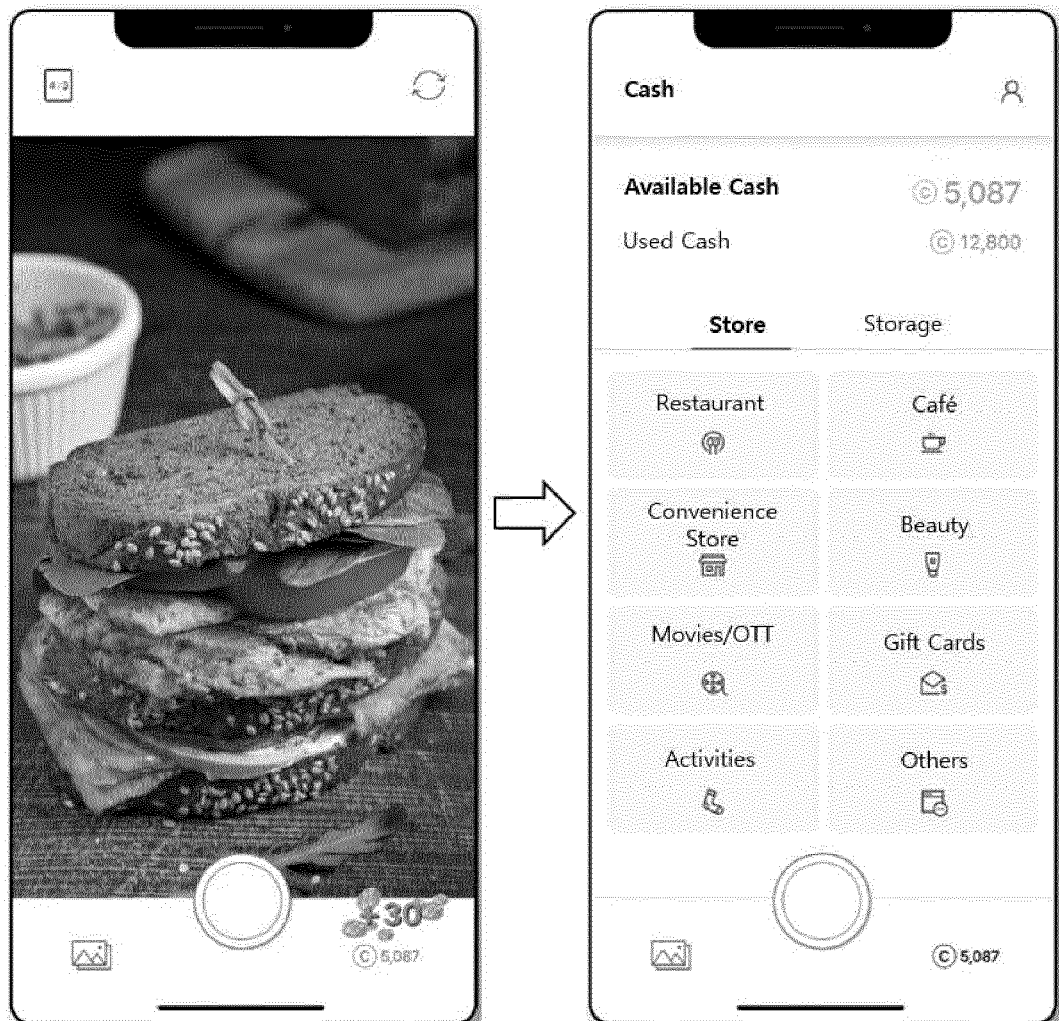 +30
Ⓒ 5,087
Cash
Available Cash
Ⓒ 5,087
Used Cash
Ⓒ 12,800
Store
Storage
Restaurant
Café
Convenience
Store
Beauty
Movies/OTT
Gift Cards
Activities
Others
Ⓒ 5,087